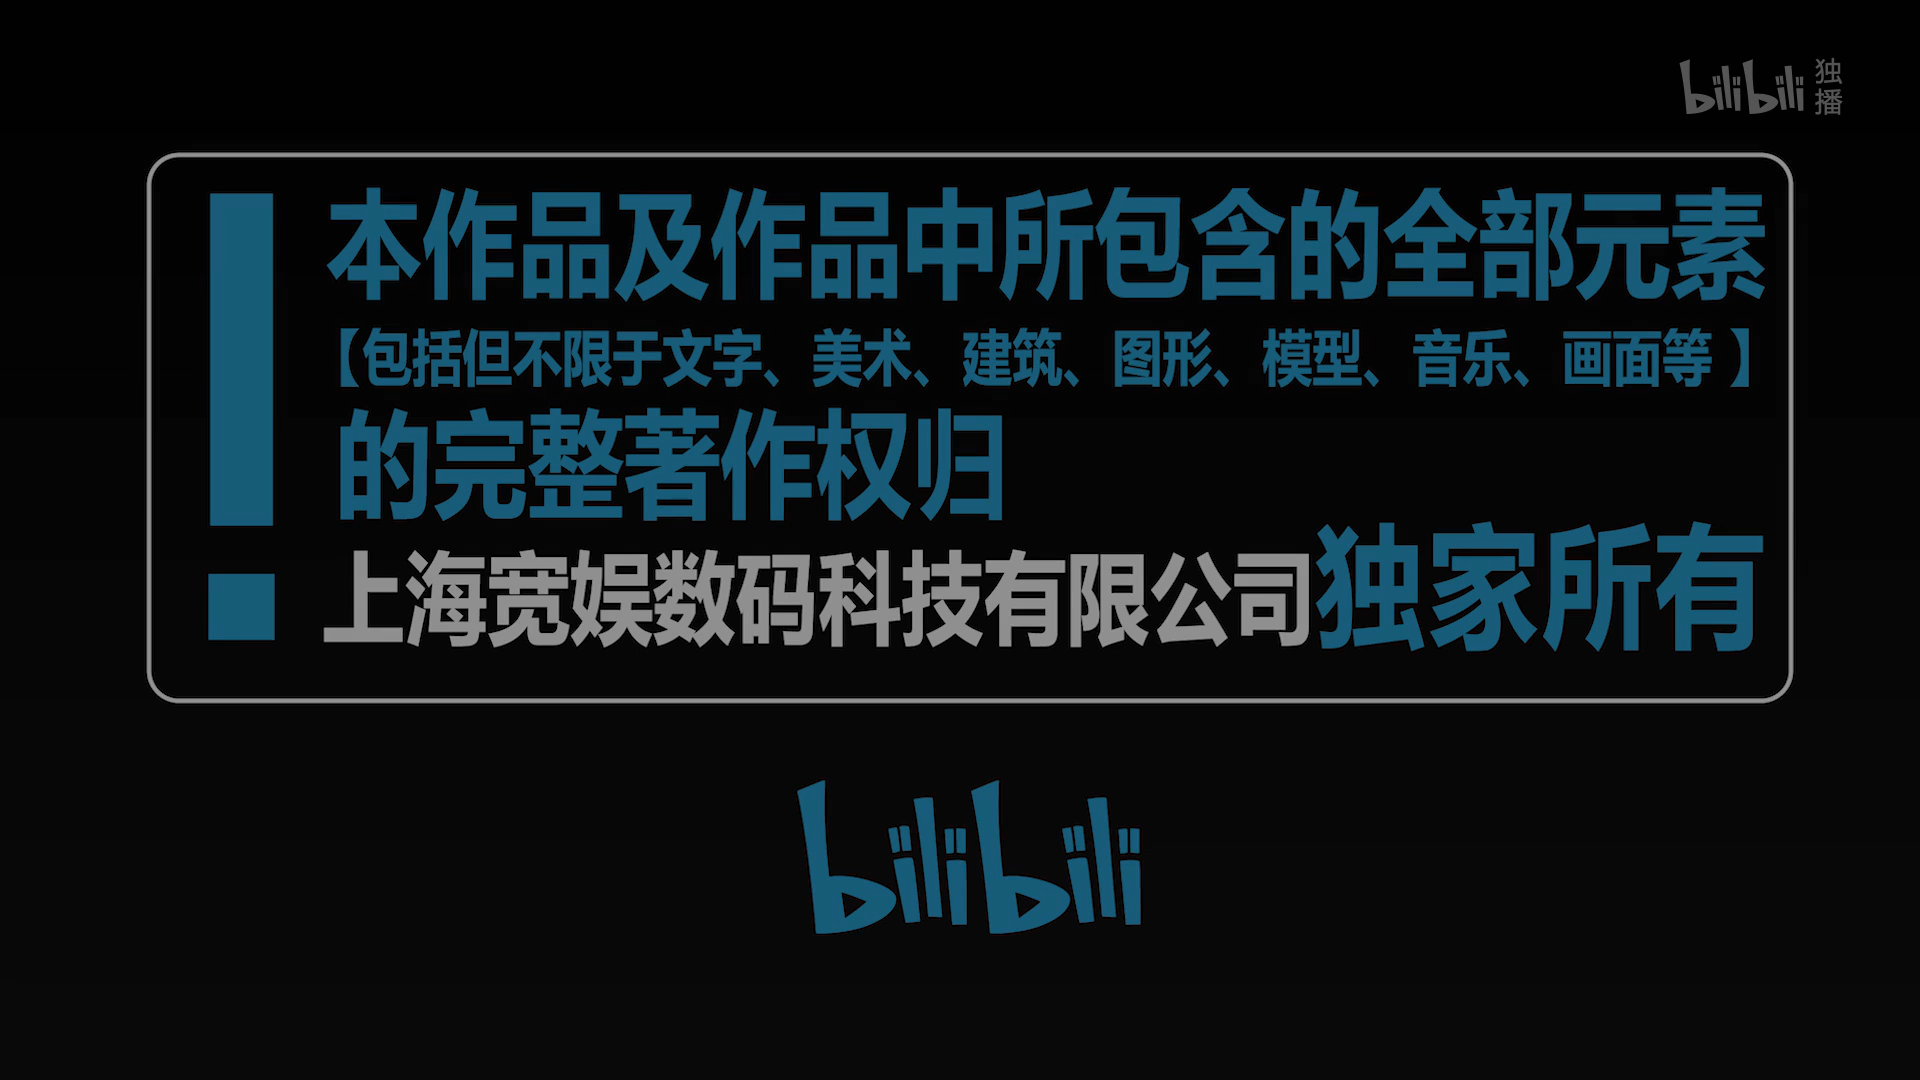 bilibili 独播
本作品及作品中所包含的全部元素
【包括但不限于文字、美术、建筑、图形、模型、音乐、画面等 】
的完整著作权归
上海宽娱数码科技有限公司独家所有
bilibili